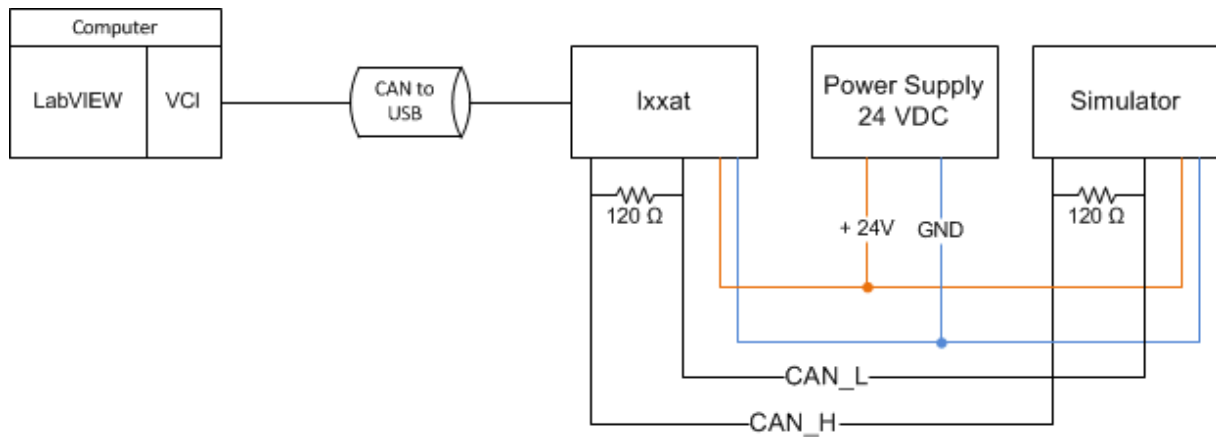 Computer
LabVIEW
VCI
CAN to
USB
Ixxat
Power Supply
24 VDC
Simulator
120 Ω
120 Ω
+ 24V
GND
CAN_L
CAN_H